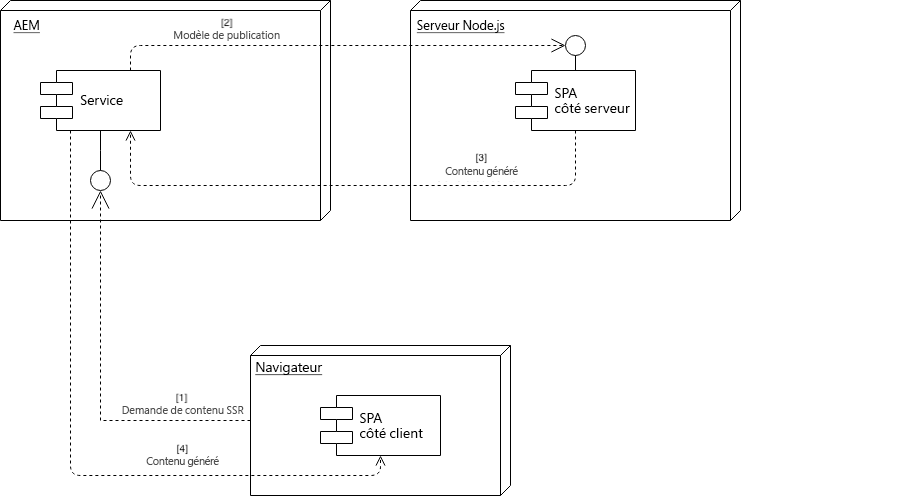 AEM
[2]
Modèle de publication
Service
Serveur Node.js
SPA
côté serveur
[3]
Contenu généré
Navigateur
[1]
Demande de contenu SSR
SPA
côté client
[4]
Contenu généré